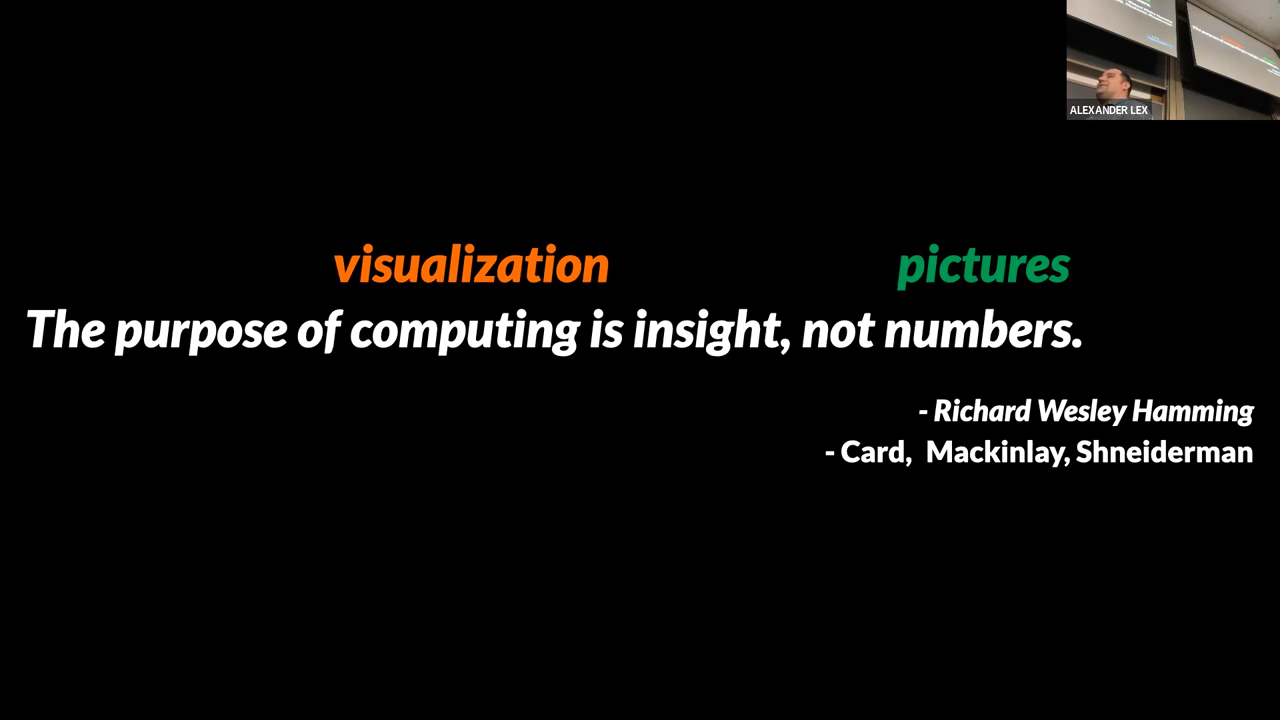 ALEXANDER LEX
visualization pictures
The purpose of computing is insight, not numbers.
- Richard Wesley Hamming
- Card, Mackinlay, Shneiderman